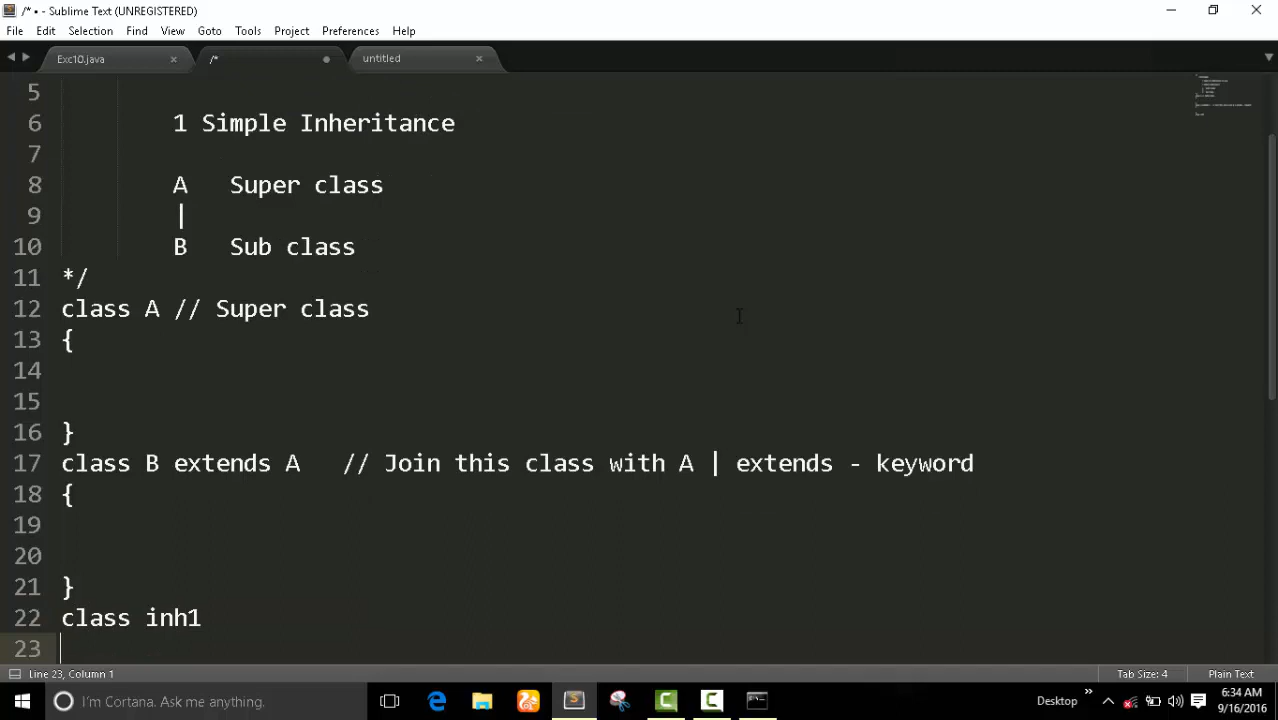 /* • - Sublime Text (UNREGISTERED)
File Edit Selection Find View Goto Tools Project Preferences Help
Exc10.java /* untitled
5
6 1 Simple Inheritance
7
8 A Super class
9 |
10 B Sub class
11 */
12 class A // Super class
13 {
14
15
16 }
17 class B extends A // Join this class with A | extends - keyword
18 {
19
20
21 }
22 class inh1
23
Line 23, Column 1 Tab Size: 4 Plain Text
I'm Cortana. Ask me anything. Desktop 6:34 AM
9/16/2016